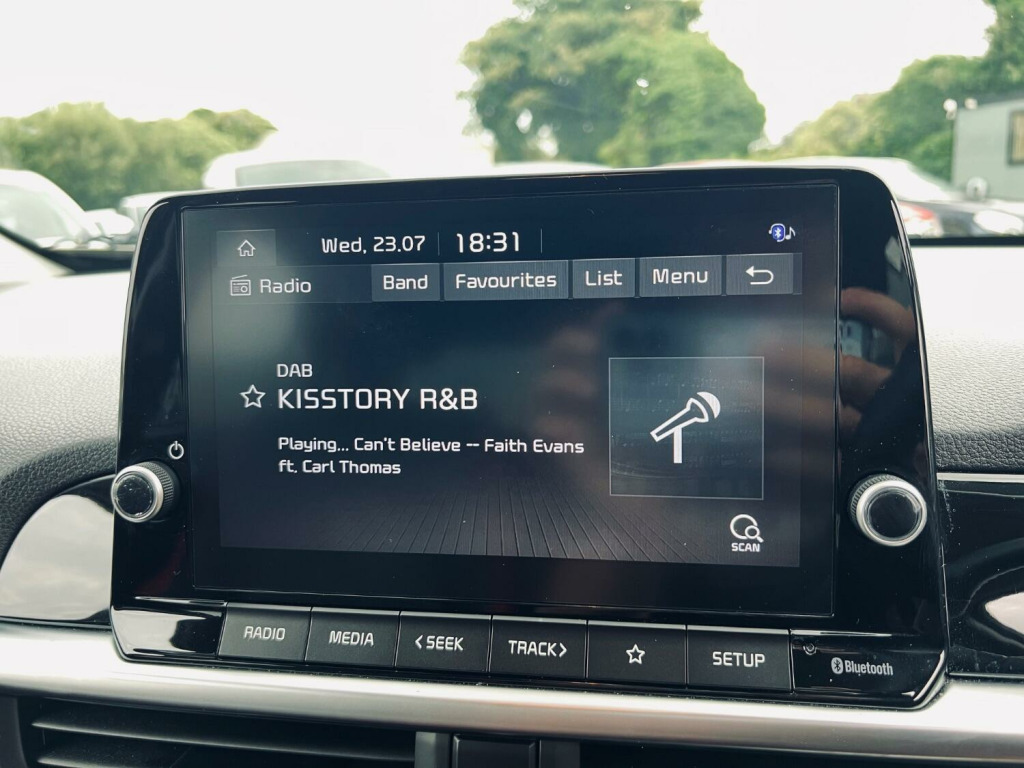 Wed, 23.07 18:31
Radio Band Favourites List Menu
DAB
KISSTORY R&B
Playing... Can't Believe -- Faith Evans
ft. Carl Thomas
SCAN
RADIO MEDIA <SEEK TRACK> SETUP
Bluetooth